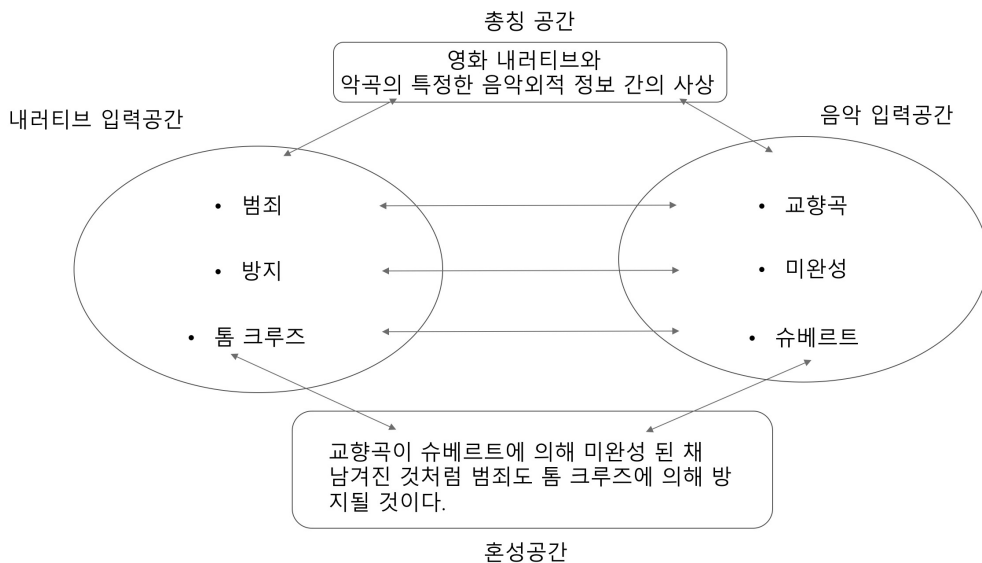 총칭 공간
영화 내러티브와
악곡의 특정한 음악외적 정보 간의 사상
내러티브 입력공간
음악 입력공간
• 범죄
• 교향곡
• 방지
• 미완성
• 톰 크루즈
• 슈베르트
교향곡이 슈베르트에 의해 미완성 된 채
남겨진 것처럼 범죄도 톰 크루즈에 의해 방
지될 것이다.
혼성공간